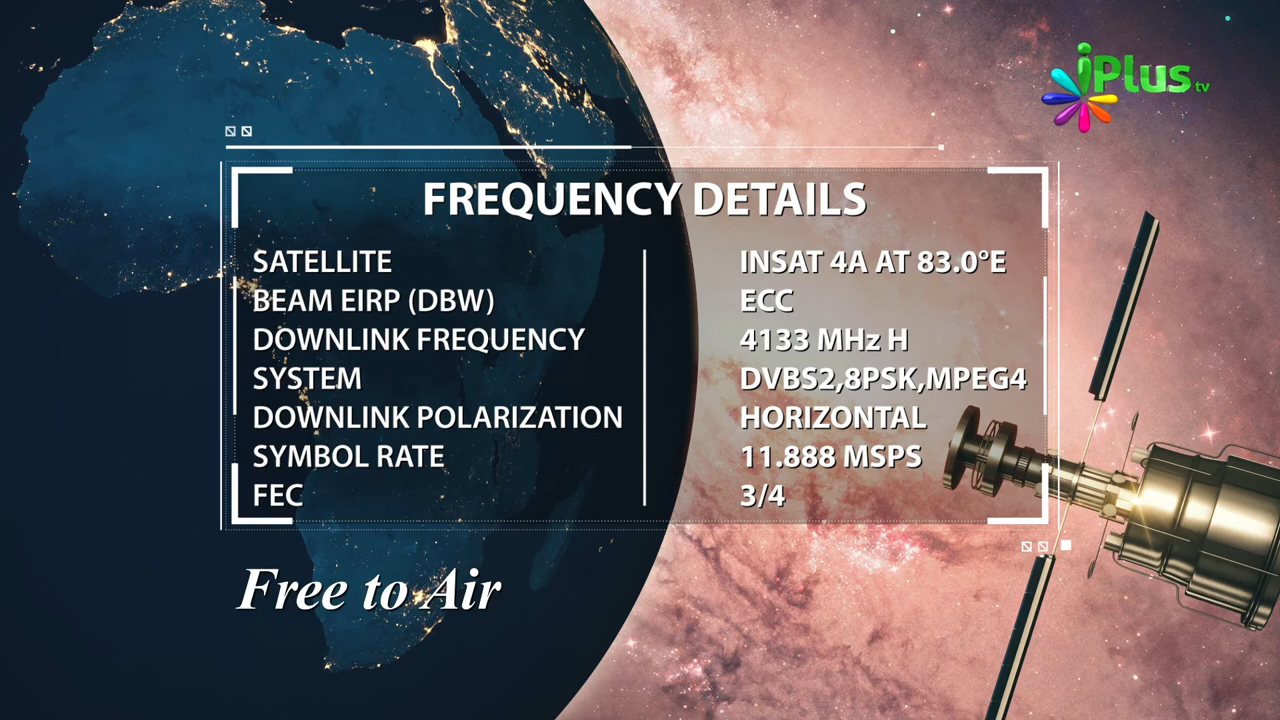 iPlus tv
FREQUENCY DETAILS
SATELLITE INSAT 4A AT 83.0°E
BEAM EIRP (DBW) ECC
DOWNLINK FREQUENCY 4133 MHz H
SYSTEM DVBS2,8PSK,MPEG4
DOWNLINK POLARIZATION HORIZONTAL
SYMBOL RATE 11.888 MSPS
FEC 3/4
Free to Air